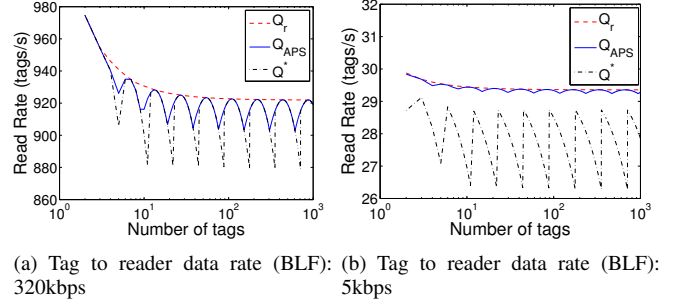 980
960
940
920
900
880
860
Read Rate (tags/s)
10^0
10^1
10^2
10^3
Number of tags
Q_r
Q_APS
Q^*
32
31
30
29
28
27
26
Read Rate (tags/s)
10^0
10^1
10^2
10^3
Number of tags
Q_r
Q_APS
Q^*
(a) Tag to reader data rate (BLF):
320kbps
(b) Tag to reader data rate (BLF):
5kbps